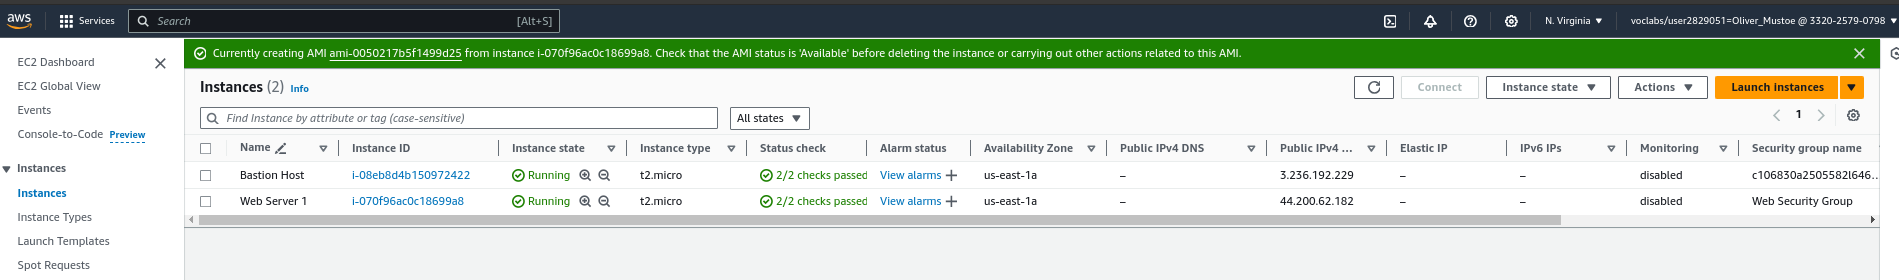 aws Services Search [Alt+S] N. Virginia voclabs/user2829051=Oliver_Mustoe @ 3320-2579-0798
Currently creating AMI ami-0050217b5f1499d25 from instance i-070f96ac0c18699a8. Check that the AMI status is 'Available' before deleting the instance or carrying out other actions related to this AMI.
EC2 Dashboard
EC2 Global View
Events
Console-to-Code Preview
Instances
Instances
Instance Types
Launch Templates
Spot Requests
Instances (2) Info
Connect Instance state Actions Launch instances
Find Instance by attribute or tag (case-sensitive) All states
1
Name Instance ID Instance state Instance type Status check Alarm status Availability Zone Public IPv4 DNS Public IPv4 ... Elastic IP IPv6 IPs Monitoring Security group name
Bastion Host i-08eb8d4b150972422 Running t2.micro 2/2 checks passed View alarms + us-east-1a – 3.236.192.229 – – disabled c106830a2505582l646...
Web Server 1 i-070f96ac0c18699a8 Running t2.micro 2/2 checks passed View alarms + us-east-1a – 44.200.62.182 – – disabled Web Security Group